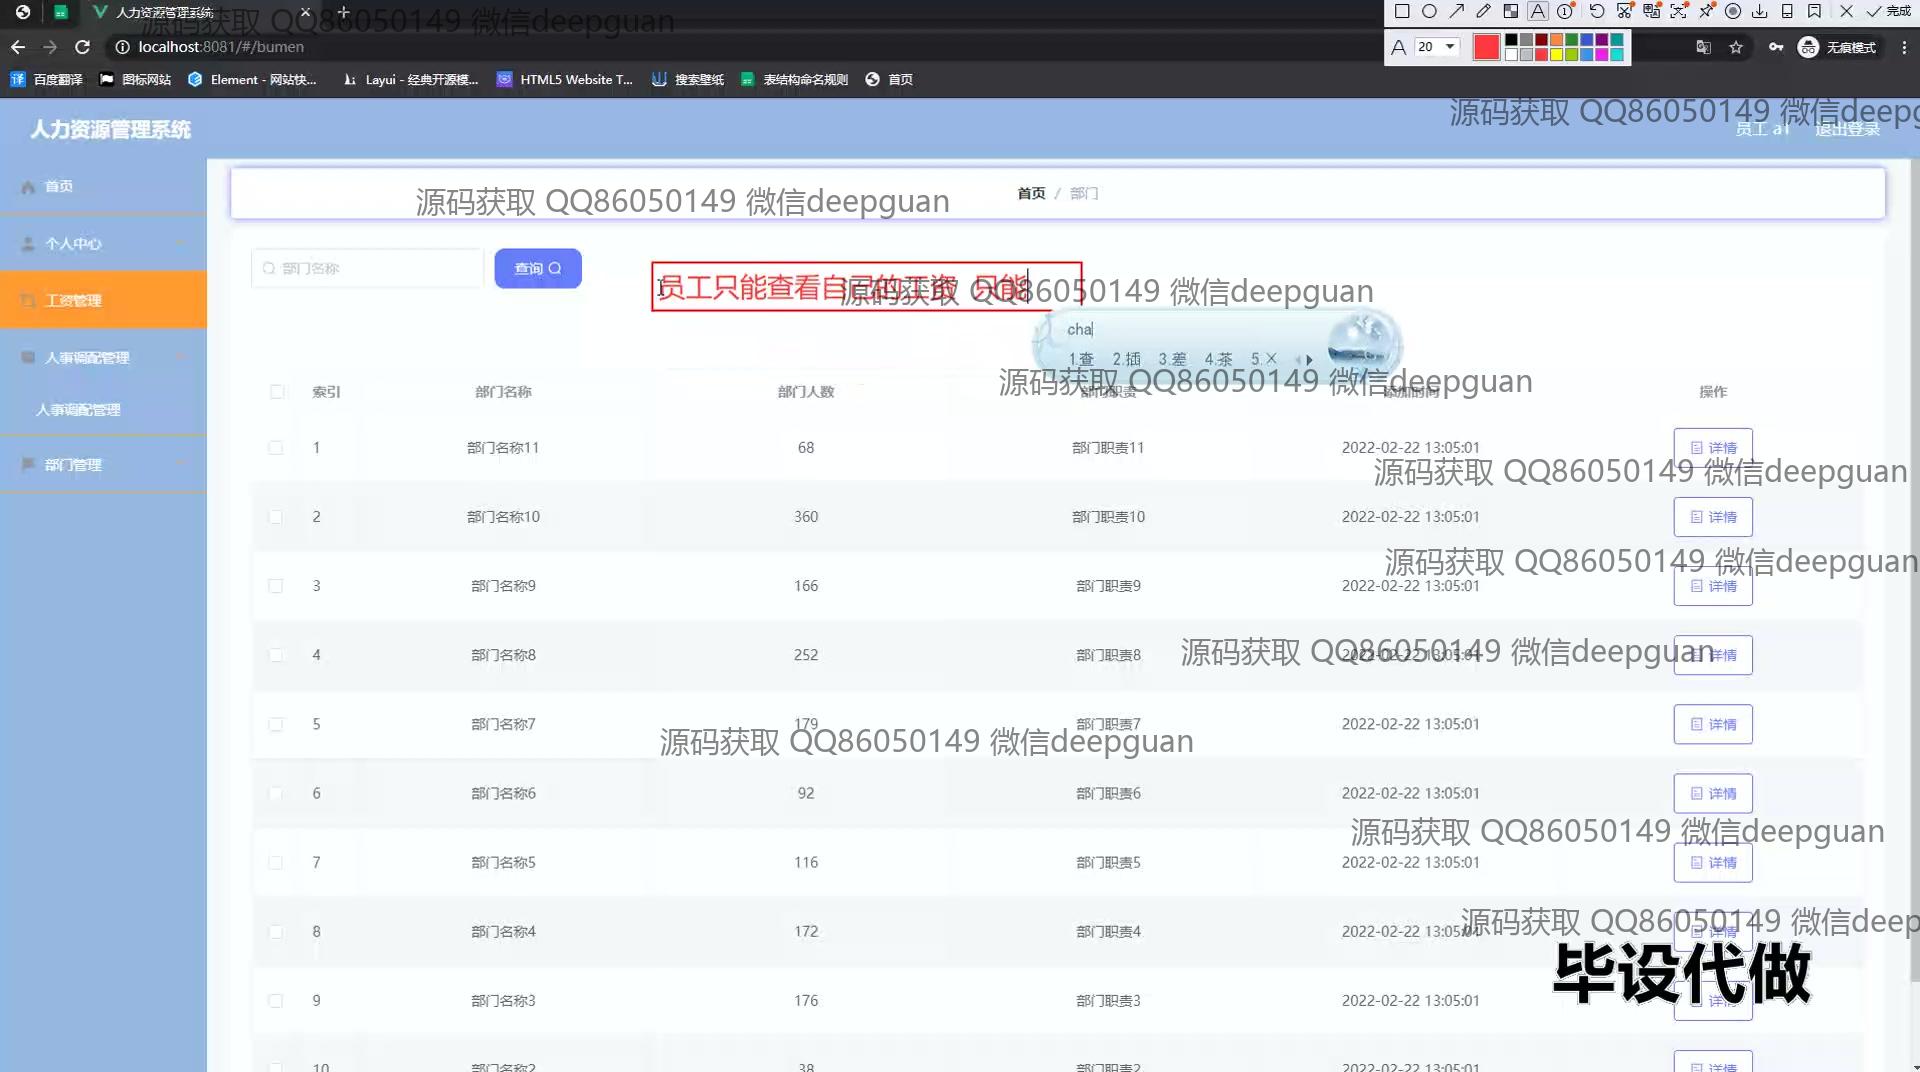 人力资源管理系统
源码获取 QQ86050149 微信deepguan
20
完成
localhost:8081/#/bumen
无痕模式
百度翻译
图标网站
Element - 网站快...
Layui - 经典开源模...
HTML5 Website T...
搜索壁纸
表结构命名规则
首页
人力资源管理系统
源码获取 QQ86050149 微信deepg
员工 a1
退出登录
首页
个人中心
工资管理
人事调配管理
人事调配管理
部门管理
源码获取 QQ86050149 微信deepguan
首页 / 部门
部门名称
查询
员工只能查看自己的工资 只能
源码获取 QQ86050149 微信deepguan
cha
1.查 2.插 3.差 4.茶 5.㐅
源码获取 QQ86050149 微信deepguan
索引 部门名称 部门人数 部门职责 添加时间 操作
1 部门名称11 68 部门职责11 2022-02-22 13:05:01 详情
源码获取 QQ86050149 微信deepguan
2 部门名称10 360 部门职责10 2022-02-22 13:05:01 详情
源码获取 QQ86050149 微信deepguan
3 部门名称9 166 部门职责9 2022-02-22 13:05:01 详情
源码获取 QQ86050149 微信deepguan
4 部门名称8 252 部门职责8 2022-02-22 13:05:01 详情
5 部门名称7 179 部门职责7 2022-02-22 13:05:01 详情
源码获取 QQ86050149 微信deepguan
6 部门名称6 92 部门职责6 2022-02-22 13:05:01 详情
源码获取 QQ86050149 微信deepguan
7 部门名称5 116 部门职责5 2022-02-22 13:05:01 详情
源码获取 QQ86050149 微信deep
8 部门名称4 172 部门职责4 2022-02-22 13:05:01 详情
毕设代做
9 部门名称3 176 部门职责3 2022-02-22 13:05:01 详情
10 部门名称2 38 部门职责2 2022-02-22 13:05:01 详情